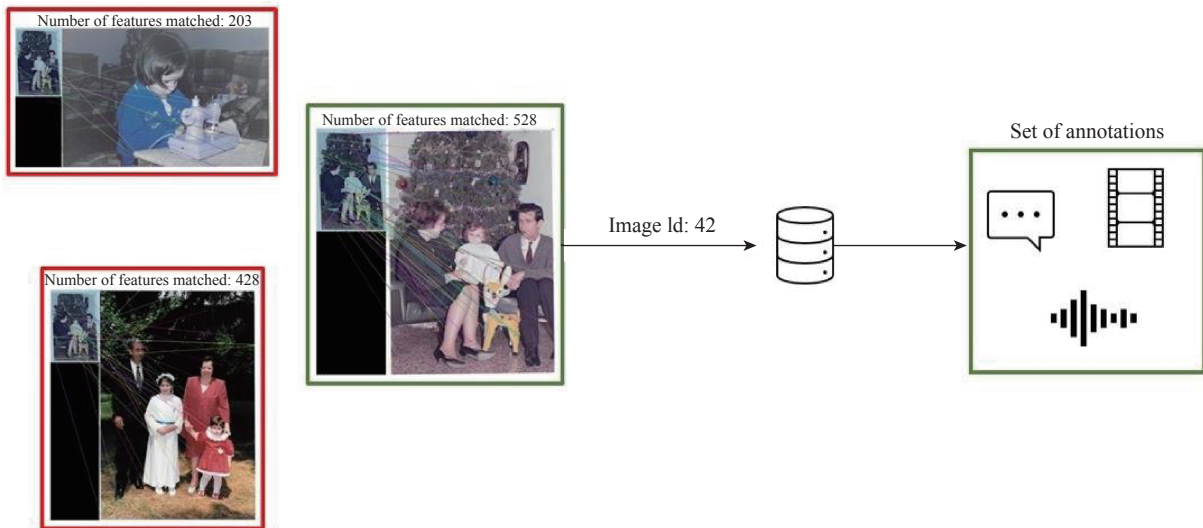 Number of features matched: 203
Number of features matched: 528
Number of features matched: 428
Image ld: 42
Set of annotations